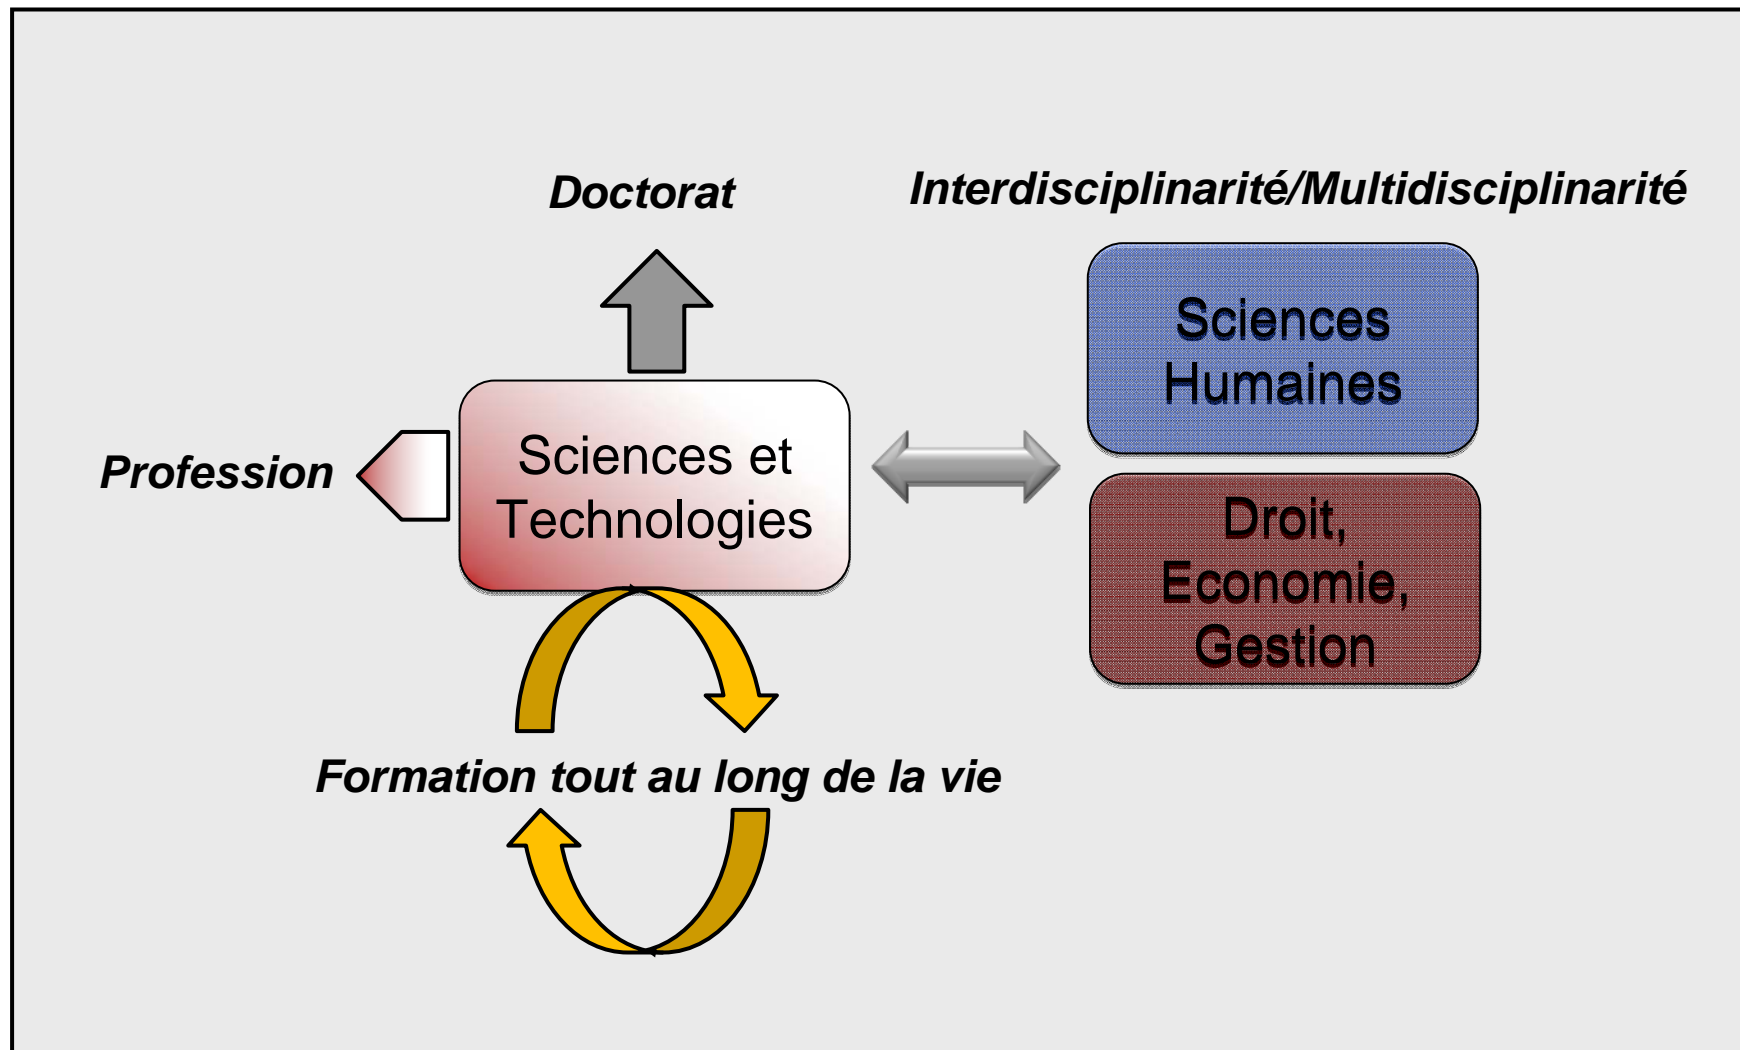 Doctorat
Interdisciplinarité/Multidisciplinarité
Sciences
Humaines
Profession
Sciences et
Technologies
Droit,
Economie,
Gestion
Formation tout au long de la vie